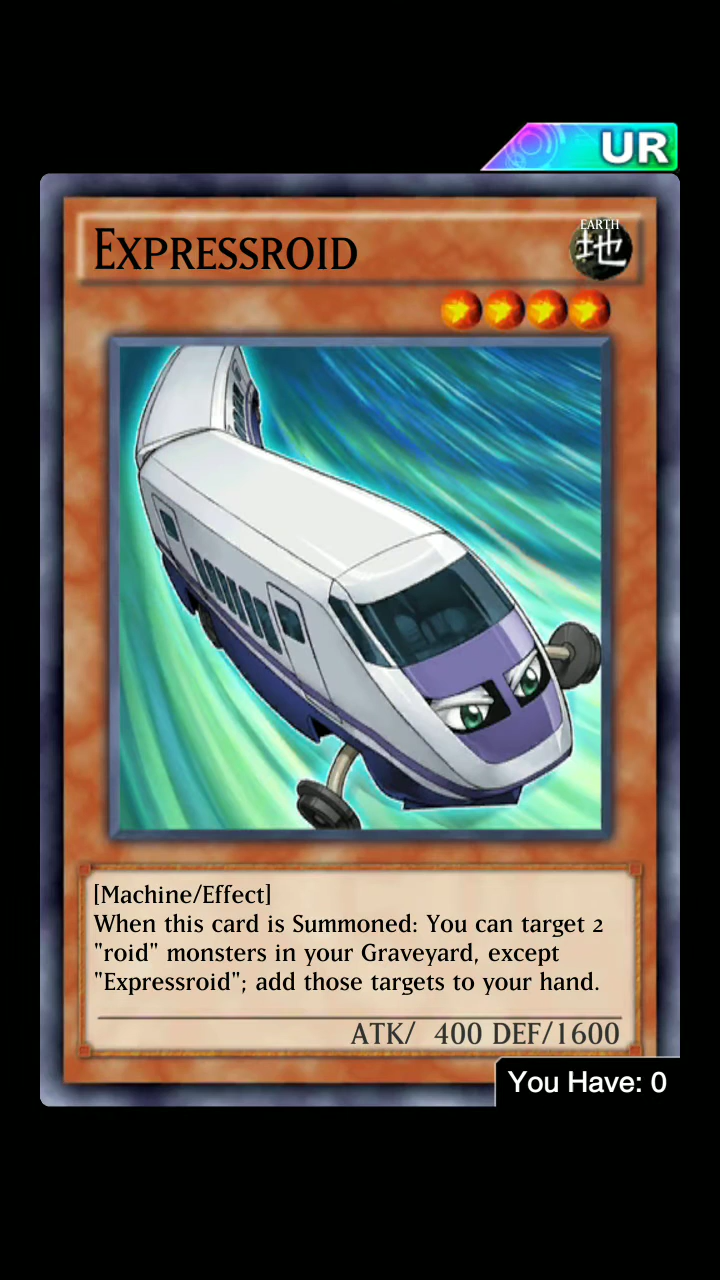 UR
EXPRESSROID
EARTH
地
[Machine/Effect]
When this card is Summoned: You can target 2
"roid" monsters in your Graveyard, except
"Expressroid"; add those targets to your hand.
ATK/ 400 DEF/1600
You Have: 0